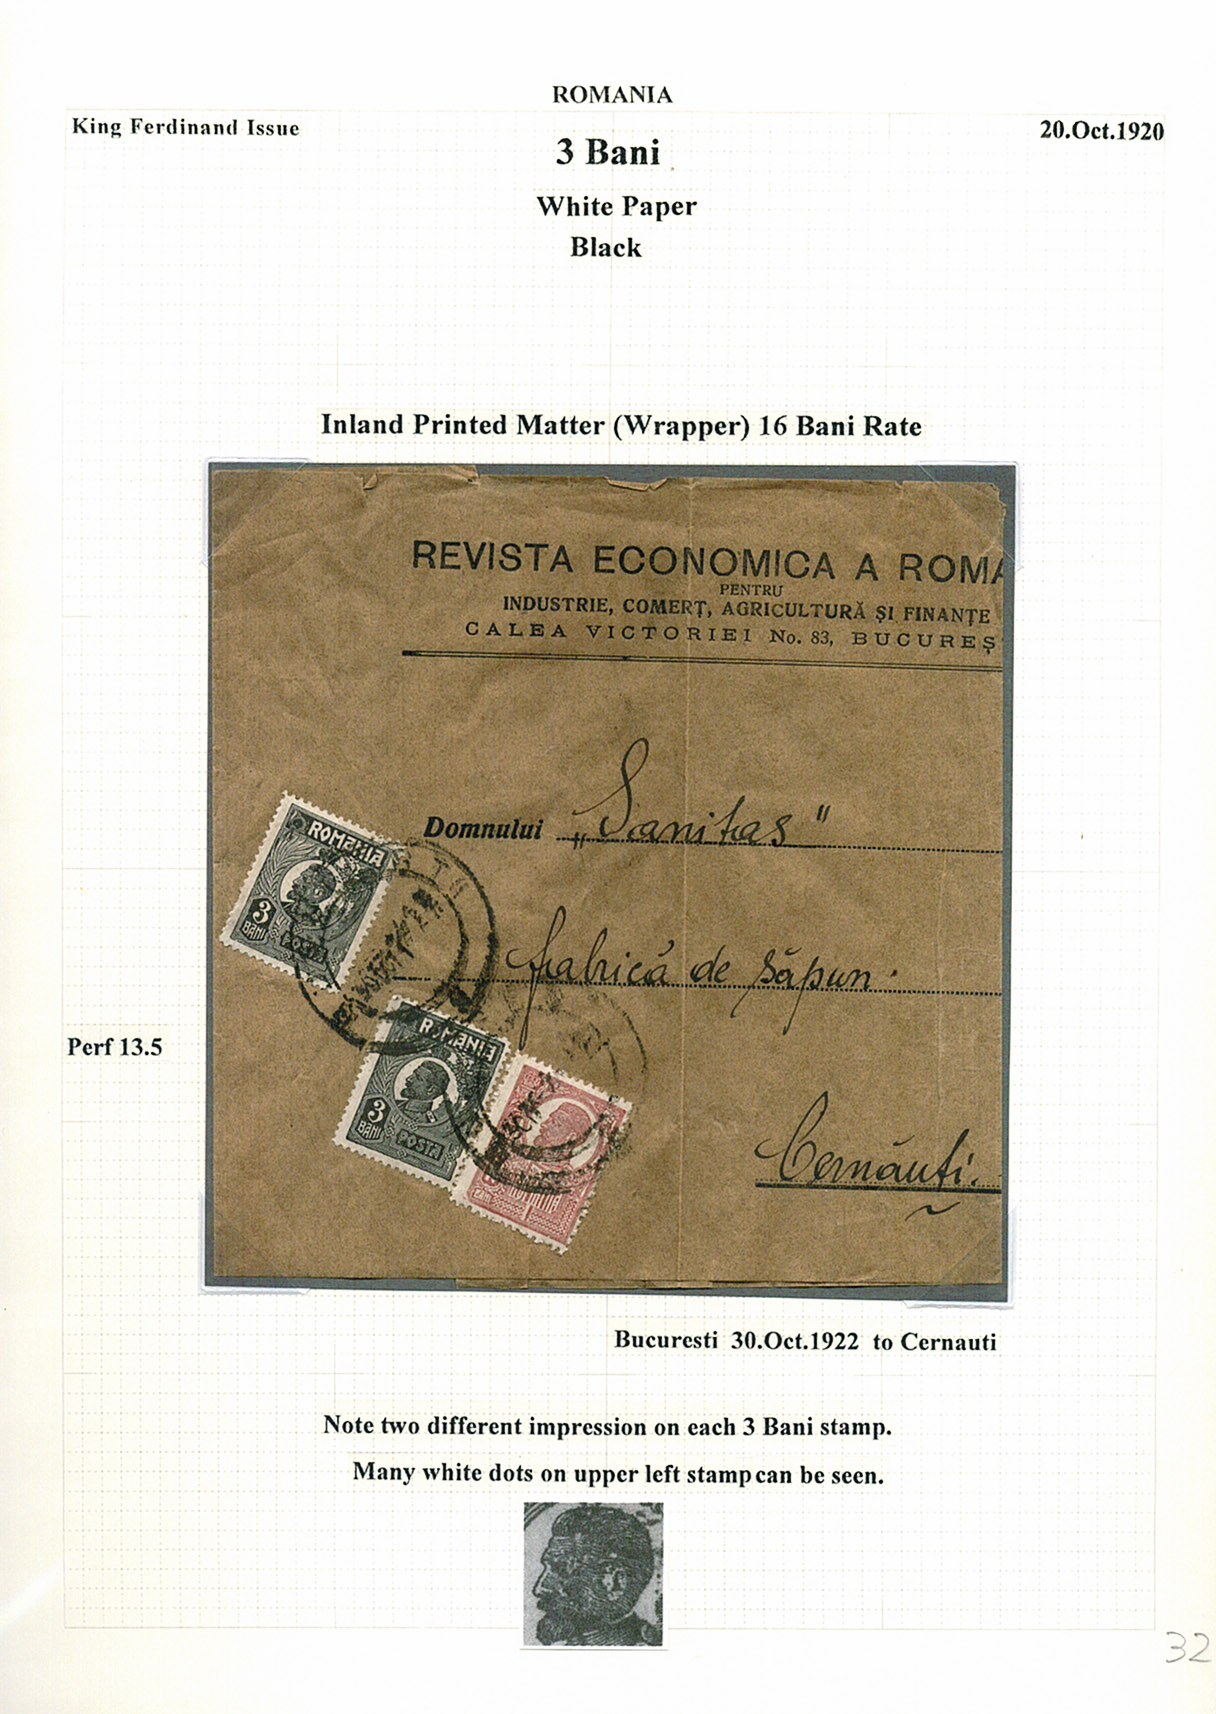 ROMANIA
King Ferdinand Issue
20.Oct.1920
3 Bani
White Paper
Black
Inland Printed Matter (Wrapper) 16 Bani Rate
REVISTA ECONOMICA A ROMA
PENTRU
INDUSTRIE, COMERȚ, AGRICULTURĂ ȘI FINANȚE
CALEA VICTORIEI No. 83, BUCUREȘ
Domnului „Sanitas"
fabrică de săpun.
Cernăuti.
ROMANIA
3
BANI
POSTA
ROMANIA
3
BANI
POSTA
ROMANIA
Perf 13.5
Bucuresti 30.Oct.1922 to Cernauti
Note two different impression on each 3 Bani stamp.
Many white dots on upper left stamp can be seen.
32